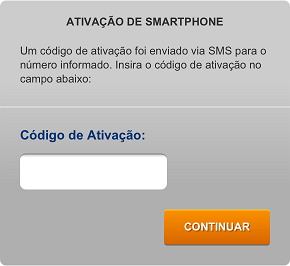 ATIVAÇÃO DE SMARTPHONE
Um código de ativação foi enviado via SMS para o
número informado. Insira o código de ativação no
campo abaixo:
Código de Ativação:
CONTINUAR